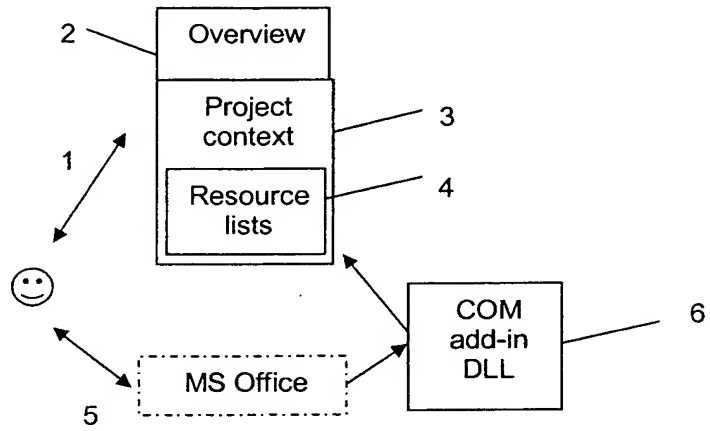 2
Overview
Project
context
3
1
Resource
lists
4
COM
add-in
DLL
6
MS Office
5